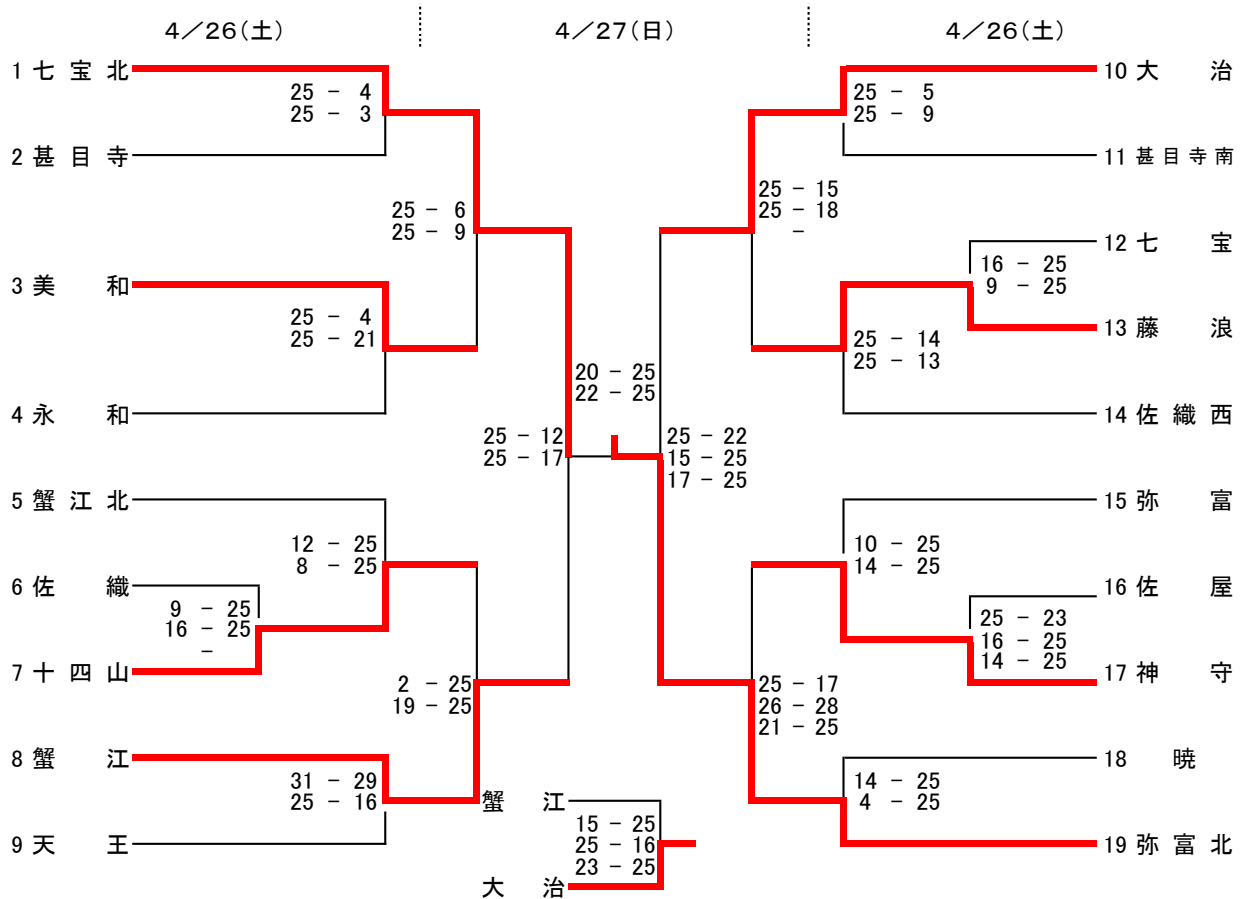 4／26(土)
4／27(日)
4／26(土)
1 七宝北
25 － 4
25 － 3
2 甚目寺
25 － 6
25 － 9
3 美和
25 － 4
25 － 21
4 永和
25 － 12
25 － 17
5 蟹江北
12 － 25
8 － 25
6 佐織
9 － 25
16 － 25
－
7 十四山
2 － 25
19 － 25
8 蟹江
31 － 29
25 － 16
9 天王
20 － 25
22 － 25
蟹江
15 － 25
25 － 16
23 － 25
大治
10 大治
25 － 5
25 － 9
11 甚目寺南
25 － 15
25 － 18
－
12 七宝
16 － 25
9 － 25
13 藤浪
25 － 14
25 － 13
14 佐織西
25 － 22
15 － 25
17 － 25
15 弥富
10 － 25
14 － 25
16 佐屋
25 － 23
16 － 25
14 － 25
17 神守
25 － 17
26 － 28
21 － 25
18 暁
14 － 25
4 － 25
19 弥富北